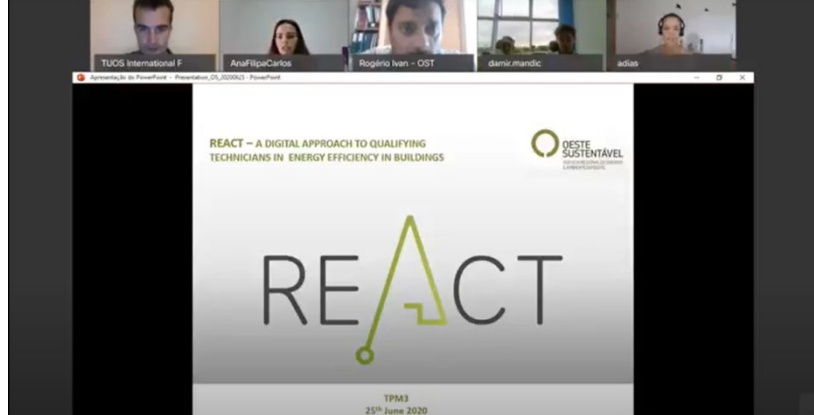 TUOS International F
AnaFilipaCarlos
Rogério Ivan - OST
damir.mandic
adias
Apresentação do PowerPoint - Presentation_OS_20200625 - PowerPoint
REACT – A DIGITAL APPROACH TO QUALIFYING
TECHNICIANS IN ENERGY EFFICIENCY IN BUILDINGS
OESTE
SUSTENTÁVEL
REACT
TPM3
25th June 2020